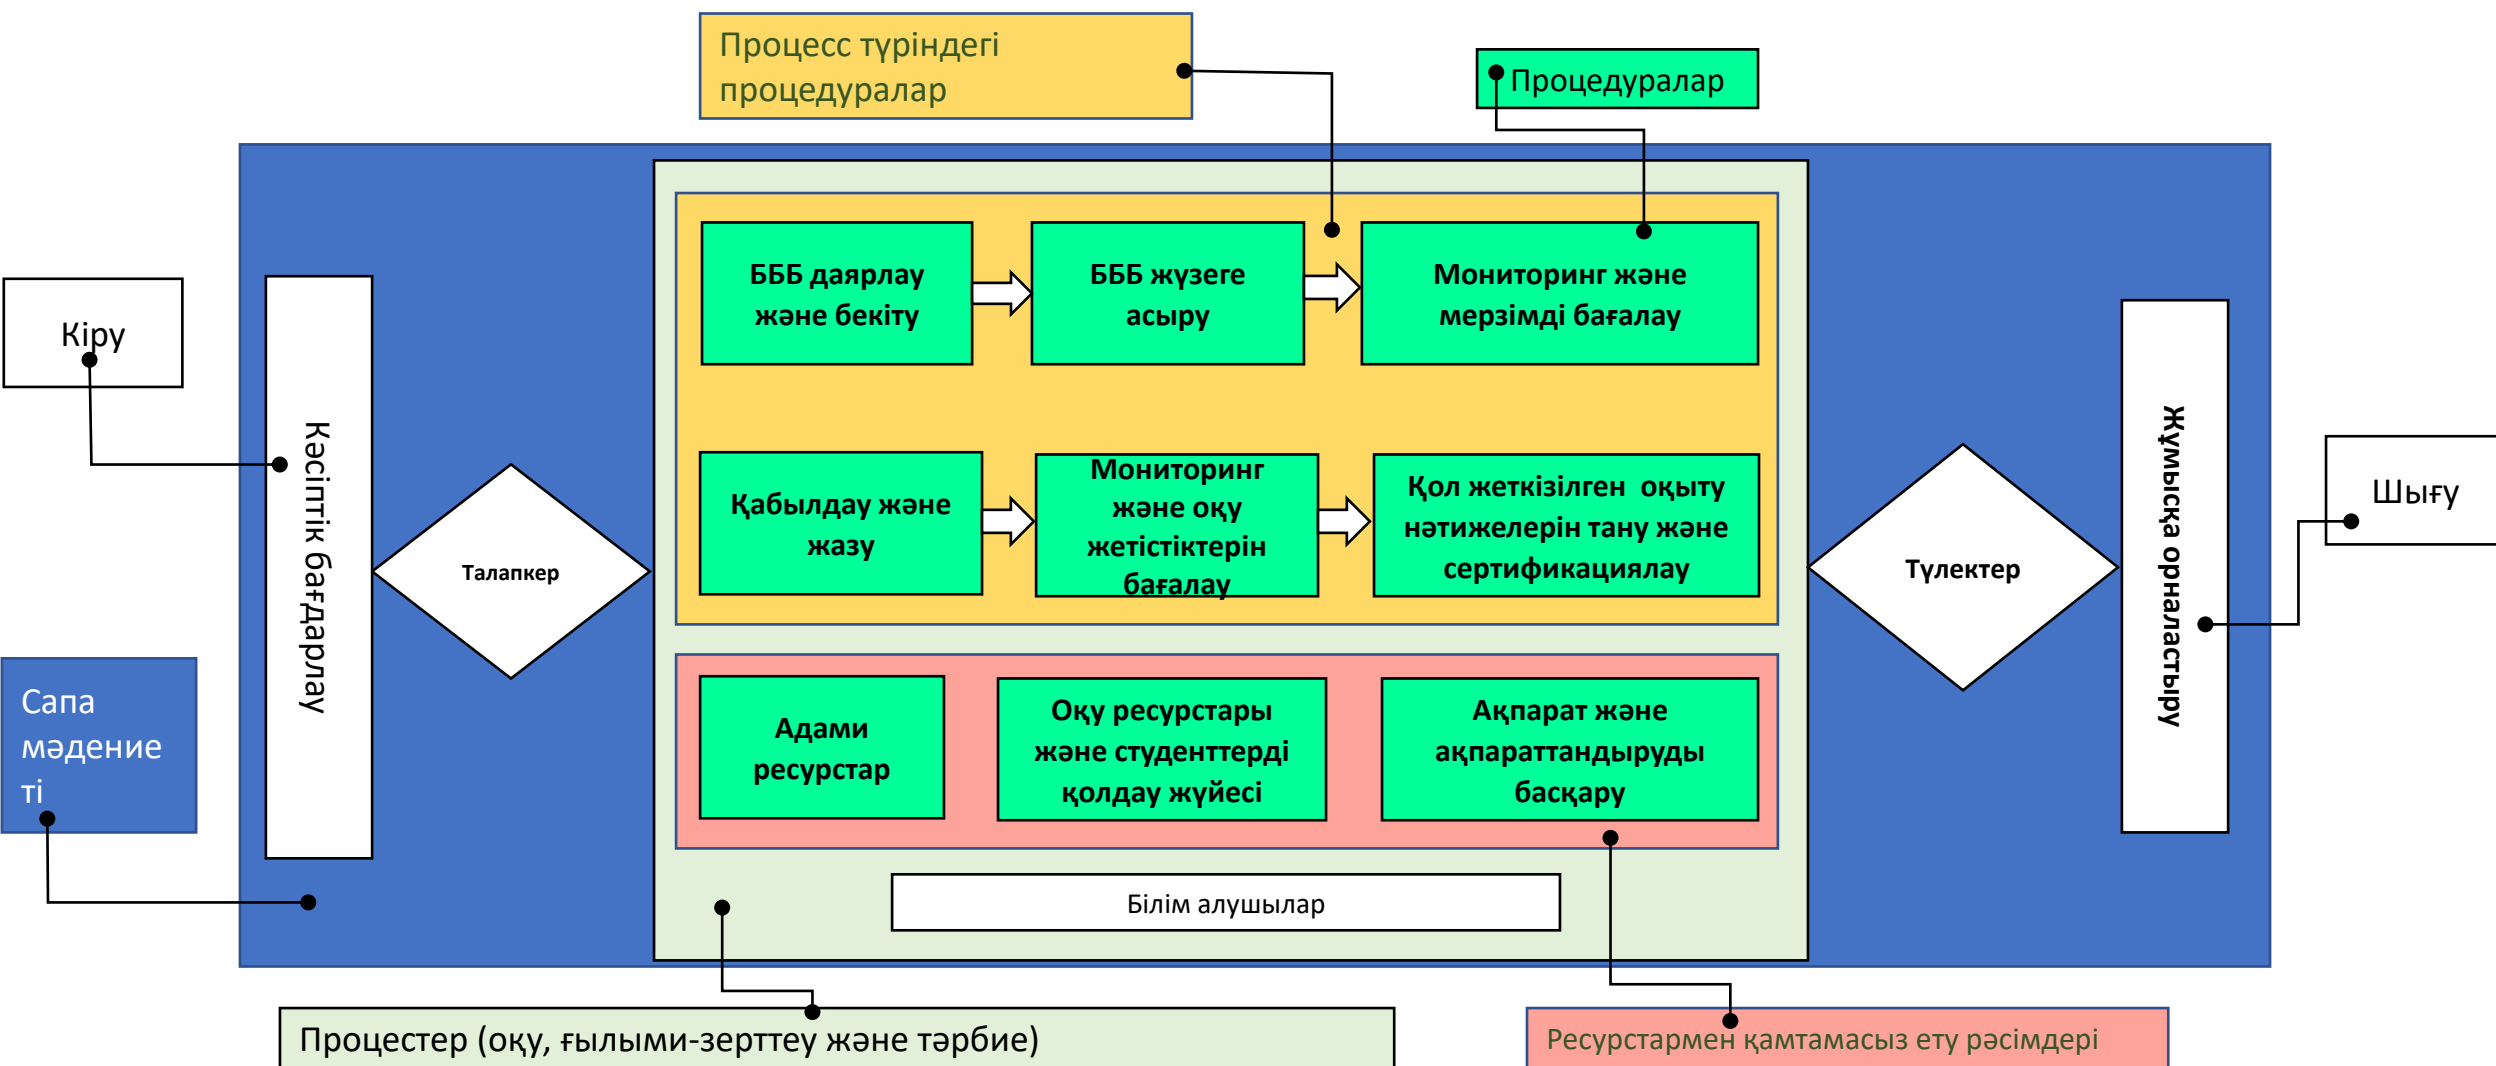 Процесс түріндегі
процедуралар
Процедуралар
БББ даярлау
және бекіту
БББ жүзеге
асыру
Мониторинг және
мерзімді бағалау
Кіру
Кәсіптік бағдарлау
Талапкер
Қабылдау және
жазу
Мониторинг
және оқу
жетістіктерін
бағалау
Қол жеткізілген  оқыту
нәтижелерін тану және
сертификациялау
Түлектер
Жұмысқа орналастыру
Шығу
Сапа
мәдение
ті
Адами
ресурстар
Оқу ресурстары
және студенттерді
қолдау жүйесі
Ақпарат және
ақпараттандыруды
басқару
Білім алушылар
Процестер (оқу, ғылыми-зерттеу және тәрбие)
Ресурстармен қамтамасыз ету рәсімдері